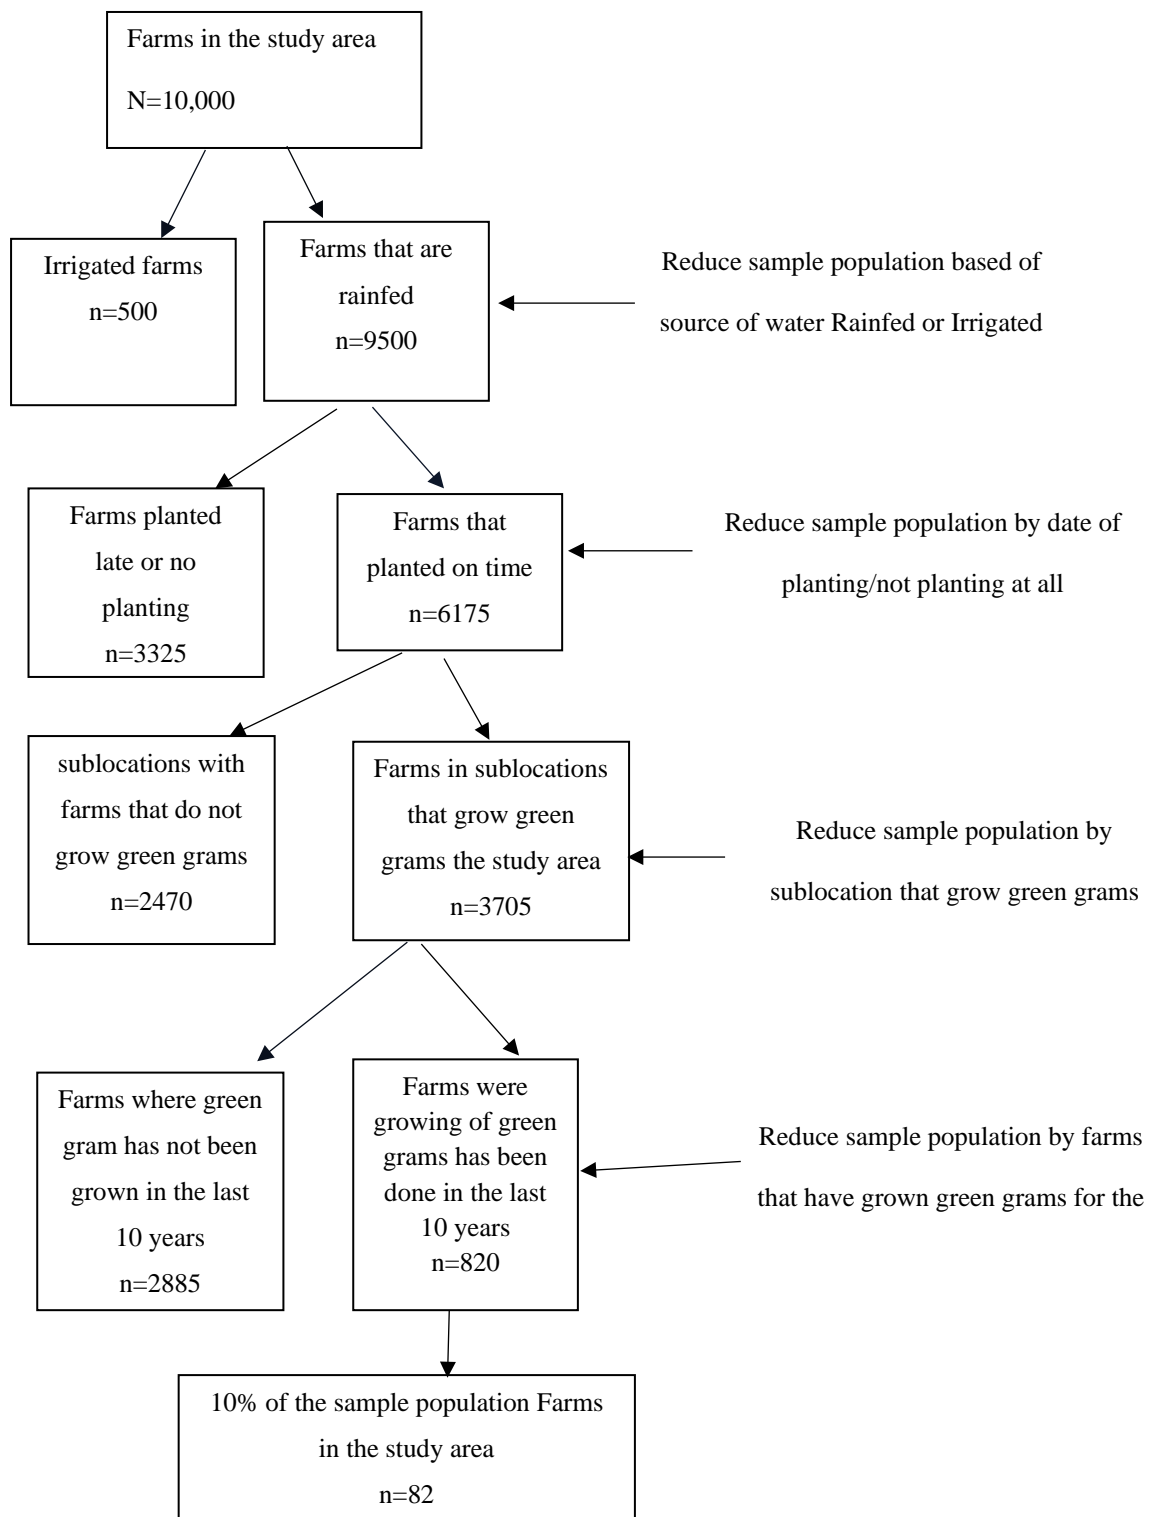 Farms in the study area
N=10,000
Irrigated farms
n=500
Farms that are
rainfed
n=9500
Reduce sample population based of
source of water Rainfed or Irrigated
Farms planted
late or no
planting
n=3325
Farms that
planted on time
n=6175
Reduce sample population by date of
planting/not planting at all
sublocations with
farms that do not
grow green grams
n=2470
Farms in sublocations
that grow green
grams the study area
n=3705
Reduce sample population by
sublocation that grow green grams
Farms where green
gram has not been
grown in the last
10 years
n=2885
Farms were
growing of green
grams has been
done in the last
10 years
n=820
Reduce sample population by farms
that have grown green grams for the
10% of the sample population Farms
in the study area
n=82